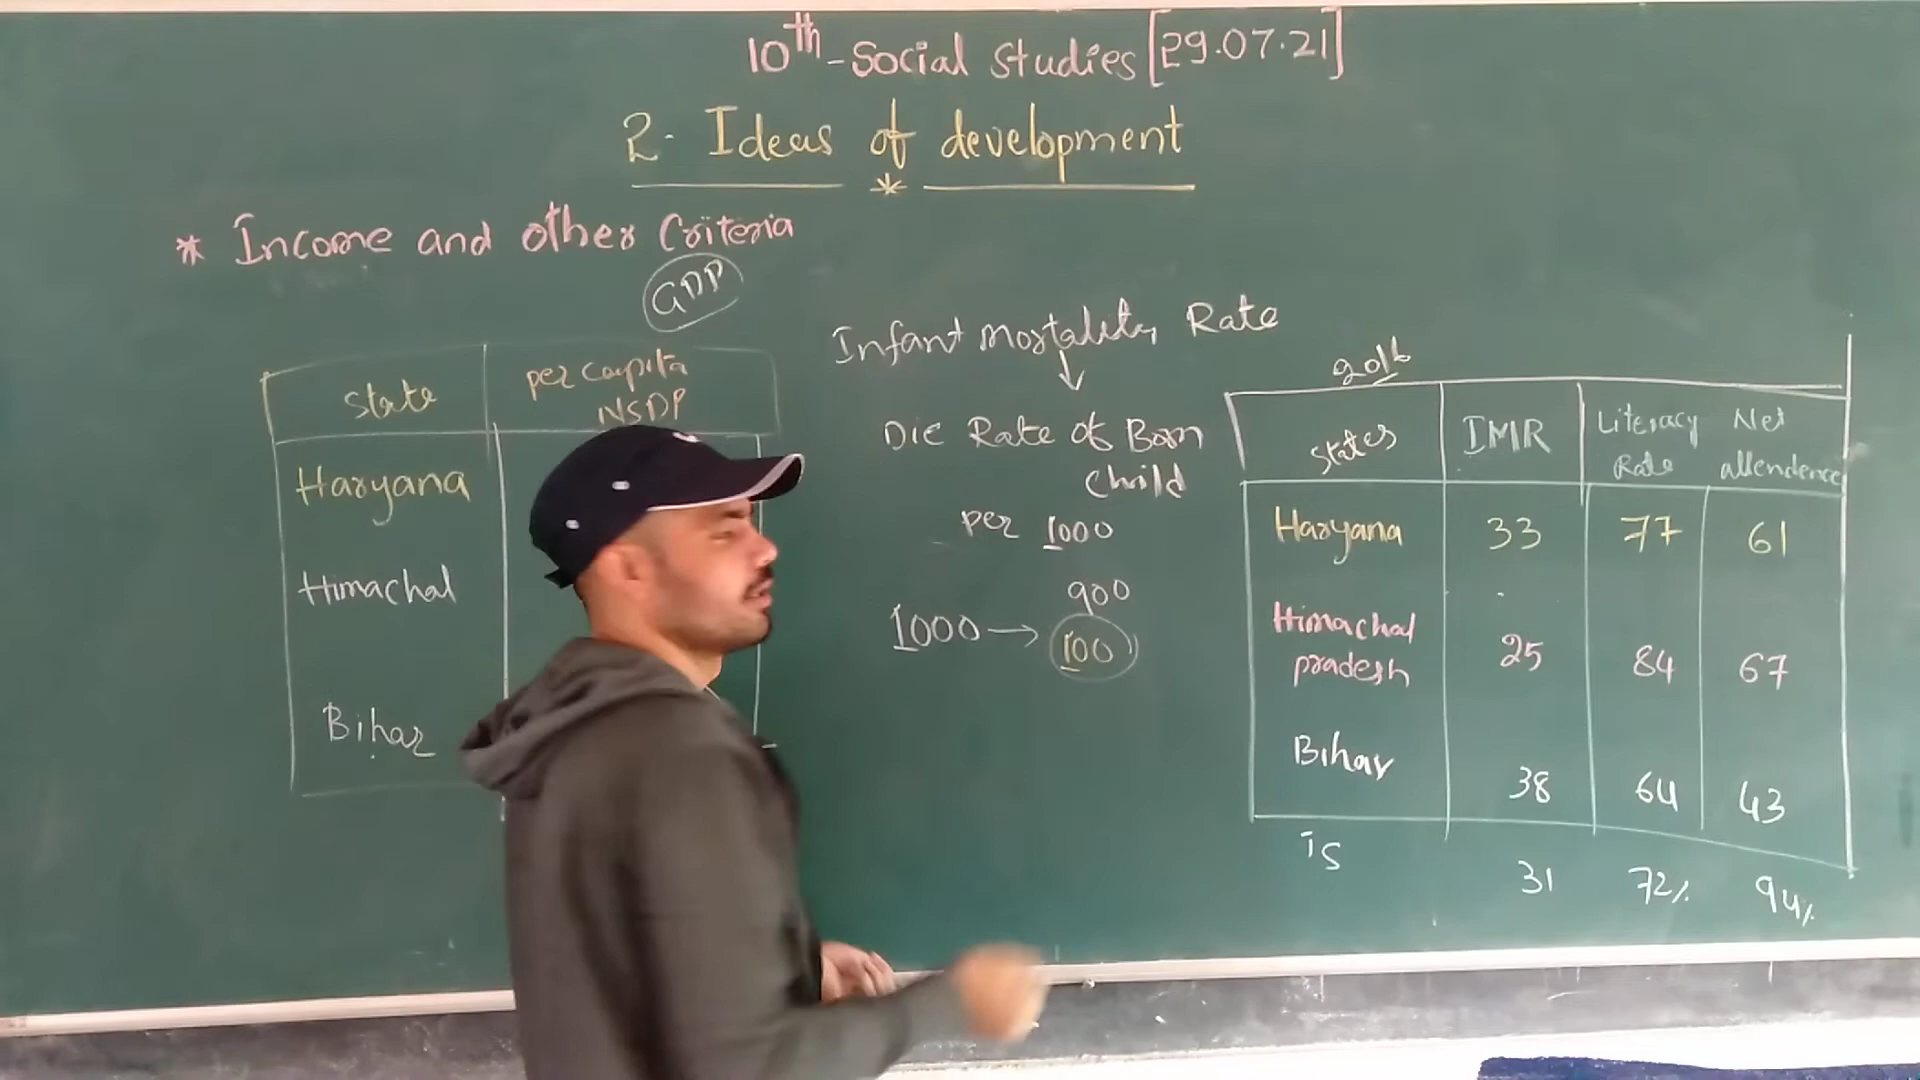 10th-Social Studies [29.07.21]
2. Ideas of development
* Income and other Criteria
GDP
State per capita NSDP
Haryana
Himachal
Bihar
Infant mortality Rate
↓
Die Rate of Born
child
per 1000
900
1000 → 100
2016
States IMR Literacy Rate Net attendence
Haryana 33 77 61
Himachal pradesh 25 84 67
Bihar 38 64 43
TS 31 72% 94%